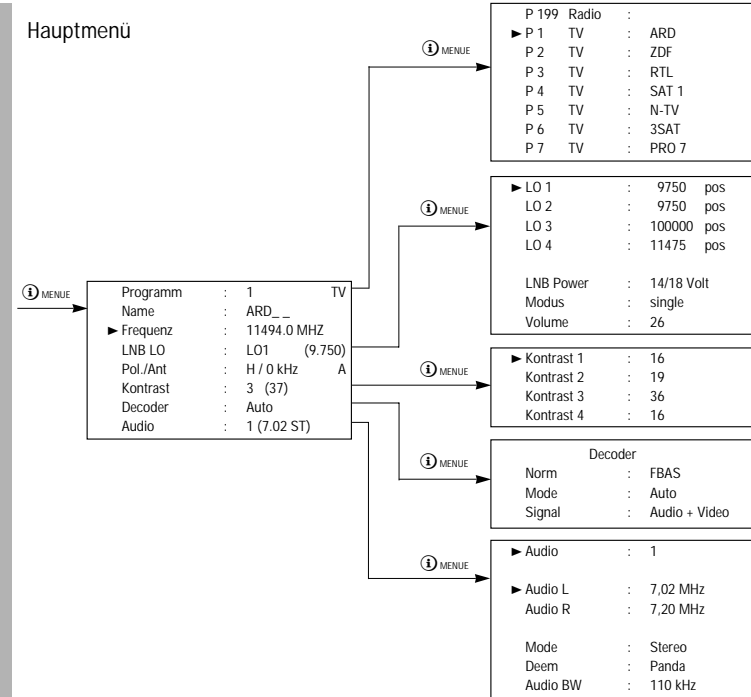 Hauptmenü
i MENUE
P 199 Radio :
►P 1 TV : ARD
P 2 TV : ZDF
P 3 TV : RTL
P 4 TV : SAT 1
P 5 TV : N-TV
P 6 TV : 3SAT
P 7 TV : PRO 7
i MENUE
►LO 1 : 9750 pos
LO 2 : 9750 pos
LO 3 : 100000 pos
LO 4 : 11475 pos
LNB Power : 14/18 Volt
Modus : single
Volume : 26
i MENUE
Programm : 1 TV
Name : ARD_ _
►Frequenz : 11494.0 MHZ
LNB LO : LO1 (9.750)
Pol./Ant : H / 0 kHz A
Kontrast : 3 (37)
Decoder : Auto
Audio : 1 (7.02 ST)
i MENUE
►Kontrast 1 : 16
Kontrast 2 : 19
Kontrast 3 : 36
Kontrast 4 : 16
i MENUE
Decoder
Norm : FBAS
Mode : Auto
Signal : Audio + Video
i MENUE
►Audio : 1
►Audio L : 7,02 MHz
Audio R : 7,20 MHz
Mode : Stereo
Deem : Panda
Audio BW : 110 kHz